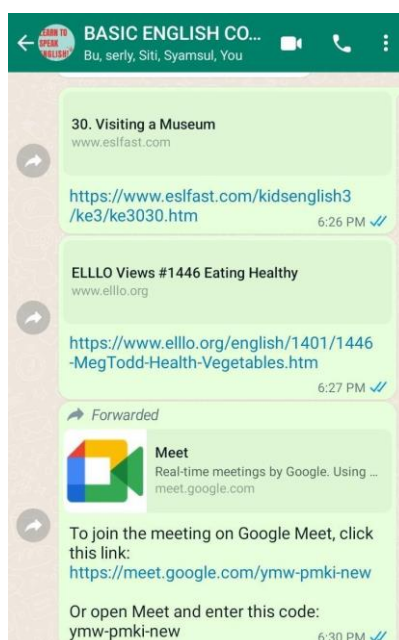 LEARN TO
SPEAK
ENGLISH!
BASIC ENGLISH CO...
Bu, serly, Siti, Syamsul, You
30. Visiting a Museum
www.eslfast.com
https://www.eslfast.com/kidsenglish3
/ke3/ke3030.htm
6:26 PM
ELLLO Views #1446 Eating Healthy
www.elllo.org
https://www.elllo.org/english/1401/1446
-MegTodd-Health-Vegetables.htm
6:27 PM
Forwarded
Meet
Real-time meetings by Google. Using ...
meet.google.com
To join the meeting on Google Meet, click
this link:
https://meet.google.com/ymw-pmki-new
Or open Meet and enter this code:
ymw-pmki-new
6:30 PM